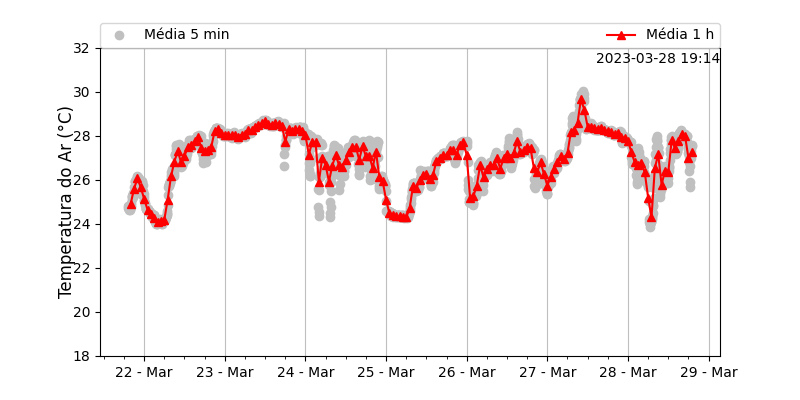 Média 5 min
Média 1 h
2023-03-28 19:14
Temperatura do Ar (°C)
32
30
28
26
24
22
20
18
22 - Mar
23 - Mar
24 - Mar
25 - Mar
26 - Mar
27 - Mar
28 - Mar
29 - Mar